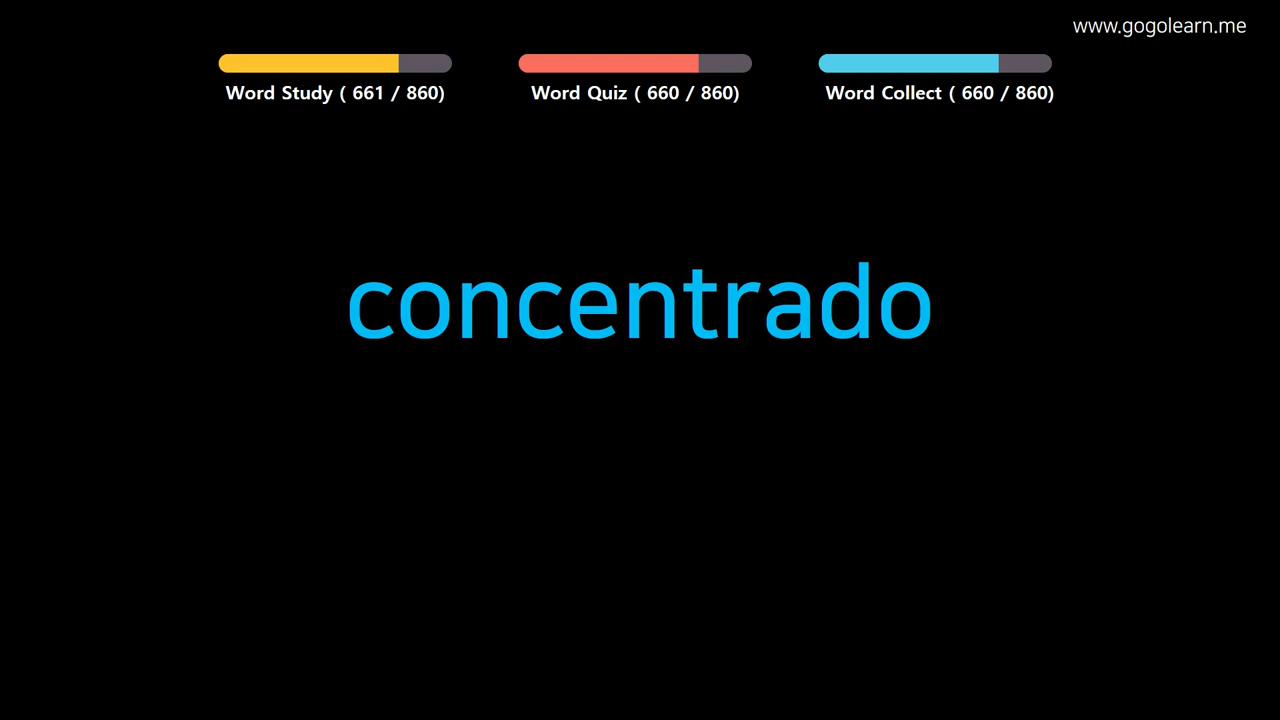 www.gogolearn.me
Word Study ( 661 / 860)
Word Quiz ( 660 / 860)
Word Collect ( 660 / 860)
concentrado